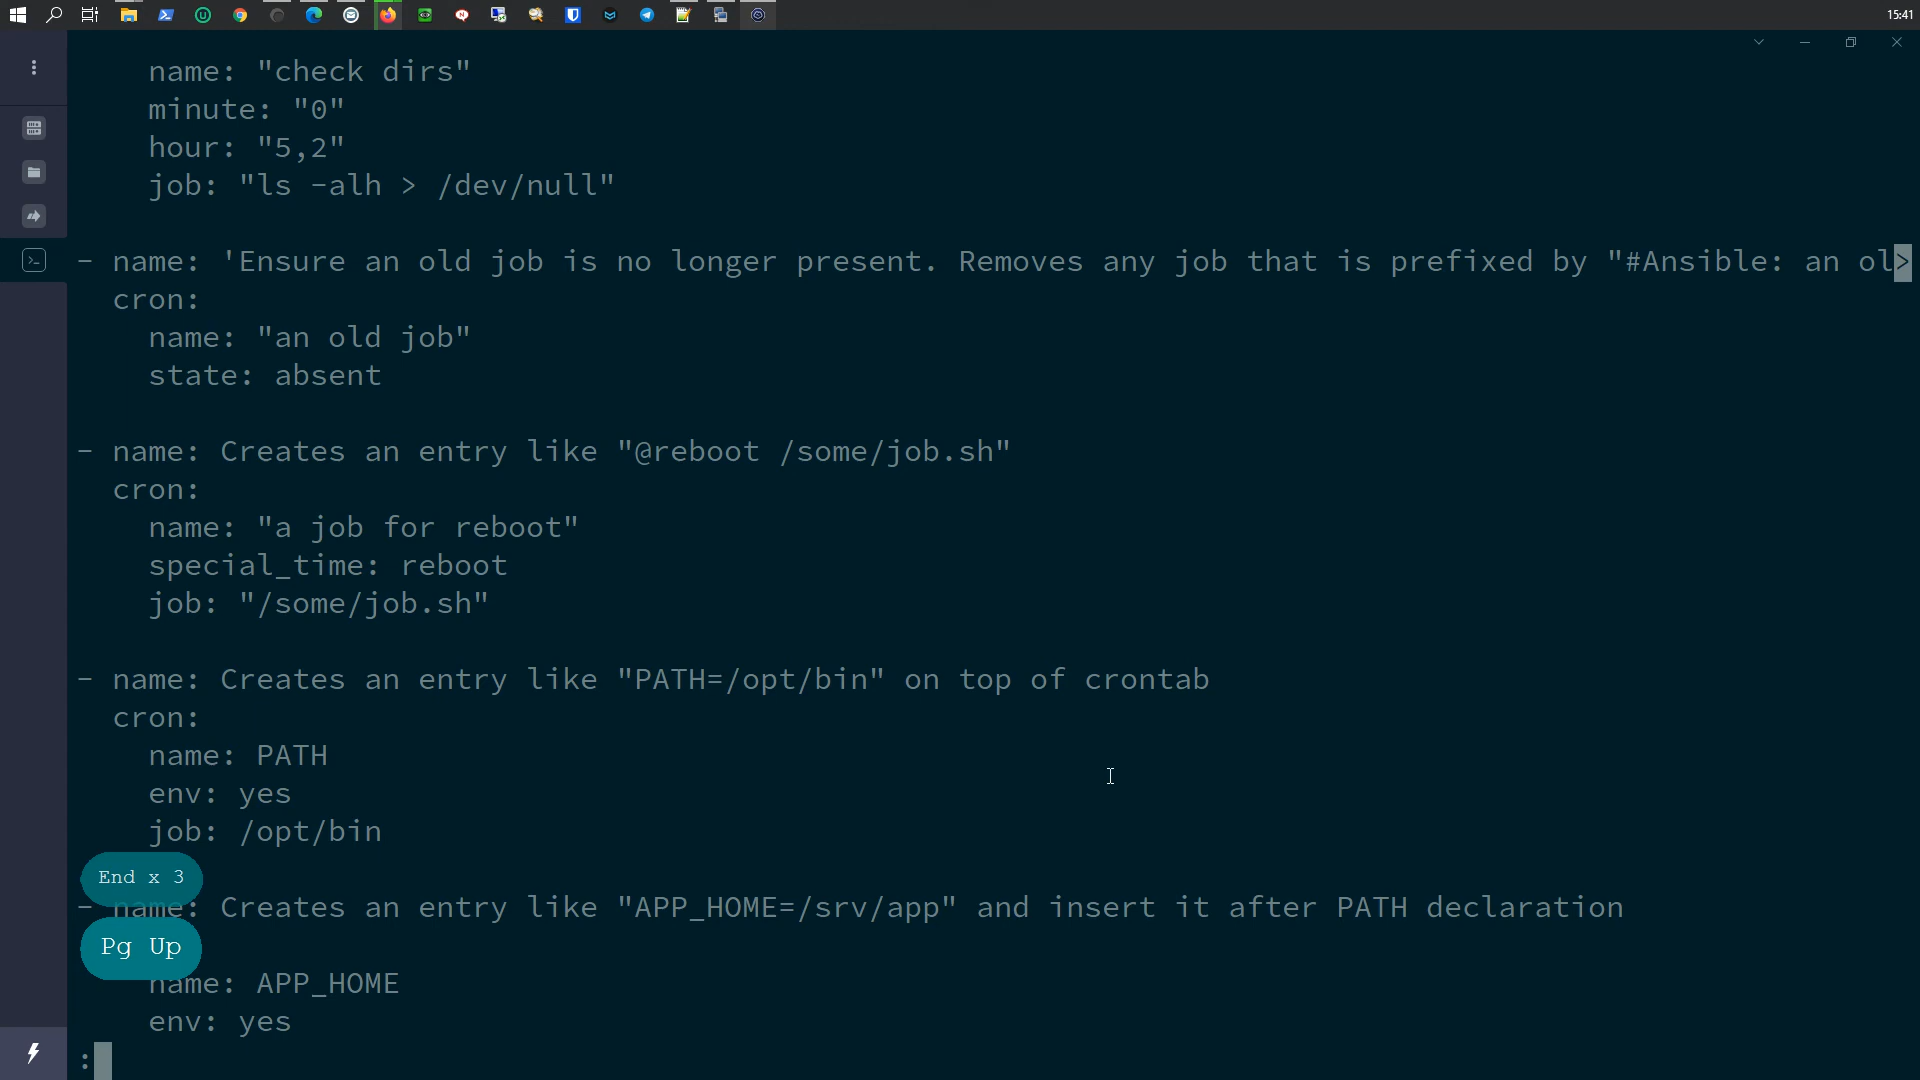 15:41
name: "check dirs"
minute: "0"
hour: "5,2"
job: "ls -alh > /dev/null"
- name: 'Ensure an old job is no longer present. Removes any job that is prefixed by "#Ansible: an ol>
cron:
name: "an old job"
state: absent
- name: Creates an entry like "@reboot /some/job.sh"
cron:
name: "a job for reboot"
special_time: reboot
job: "/some/job.sh"
- name: Creates an entry like "PATH=/opt/bin" on top of crontab
cron:
name: PATH
env: yes
job: /opt/bin
End x 3
- name: Creates an entry like "APP_HOME=/srv/app" and insert it after PATH declaration
Pg Up
name: APP_HOME
env: yes
: